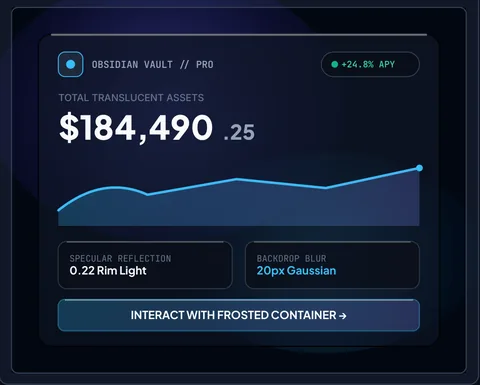 OBSIDIAN VAULT // PRO
+24.8% APY
TOTAL TRANSLUCENT ASSETS
$184,490 .25
SPECULAR REFLECTION
0.22 Rim Light
BACKDROP BLUR
20px Gaussian
INTERACT WITH FROSTED CONTAINER →